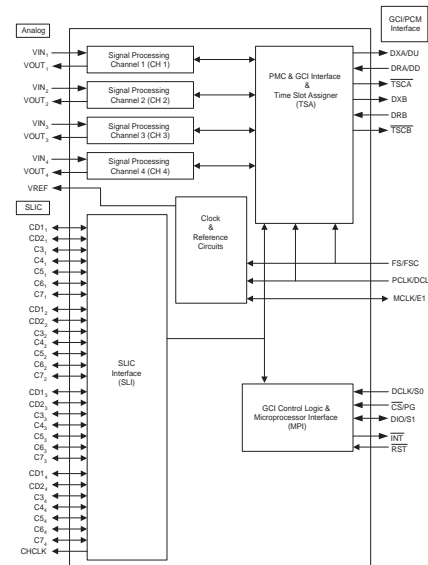 Analog
GCI/PCM
Interface
VIN1
VOUT1
Signal Processing
Channel 1 (CH 1)
VIN2
VOUT2
Signal Processing
Channel 2 (CH 2)
VIN3
VOUT3
Signal Processing
Channel 3 (CH 3)
VIN4
VOUT4
Signal Processing
Channel 4 (CH 4)
VREF
PMC & GCI Interface
&
Time Slot Assigner
(TSA)
DXA/DU
DRA/DD
TSCA
DXB
DRB
TSCB
Clock
&
Reference
Circuits
FS/FSC
PCLK/DCL
MCLK/E1
SLIC
CD11
CD21
C31
C41
C51
C61
C71
CD12
CD22
C32
C42
C52
C62
C72
CD13
CD23
C33
C43
C53
C63
C73
CD14
CD24
C34
C44
C54
C64
C74
CHCLK
SLIC
Interface
(SLI)
GCI Control Logic &
Microprocessor Interface
(MPI)
DCLK/S0
CS/PG
DIO/S1
INT
RST